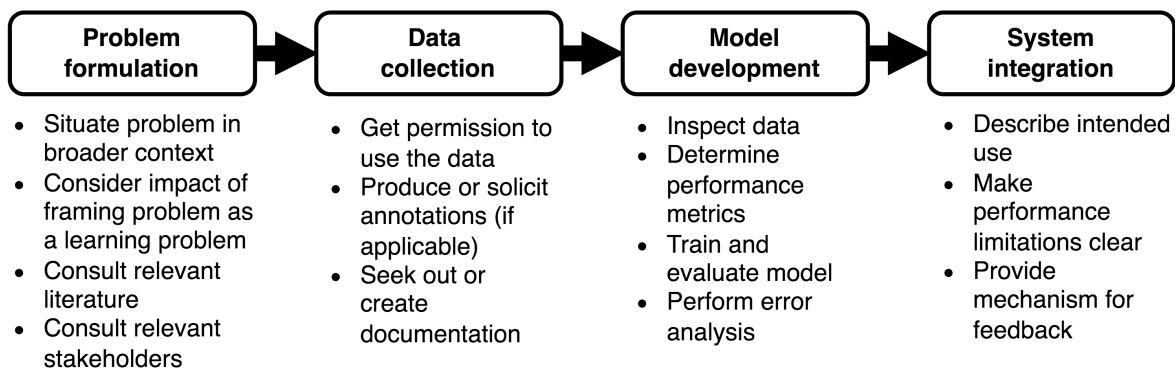 Problem
formulation
• Situate problem in
broader context
• Consider impact of
framing problem as
a learning problem
• Consult relevant
literature
• Consult relevant
stakeholders
Data
collection
• Get permission to
use the data
• Produce or solicit
annotations (if
applicable)
• Seek out or
create
documentation
Model
development
• Inspect data
• Determine
performance
metrics
• Train and
evaluate model
• Perform error
analysis
System
integration
• Describe intended
use
• Make
performance
limitations clear
• Provide
mechanism for
feedback